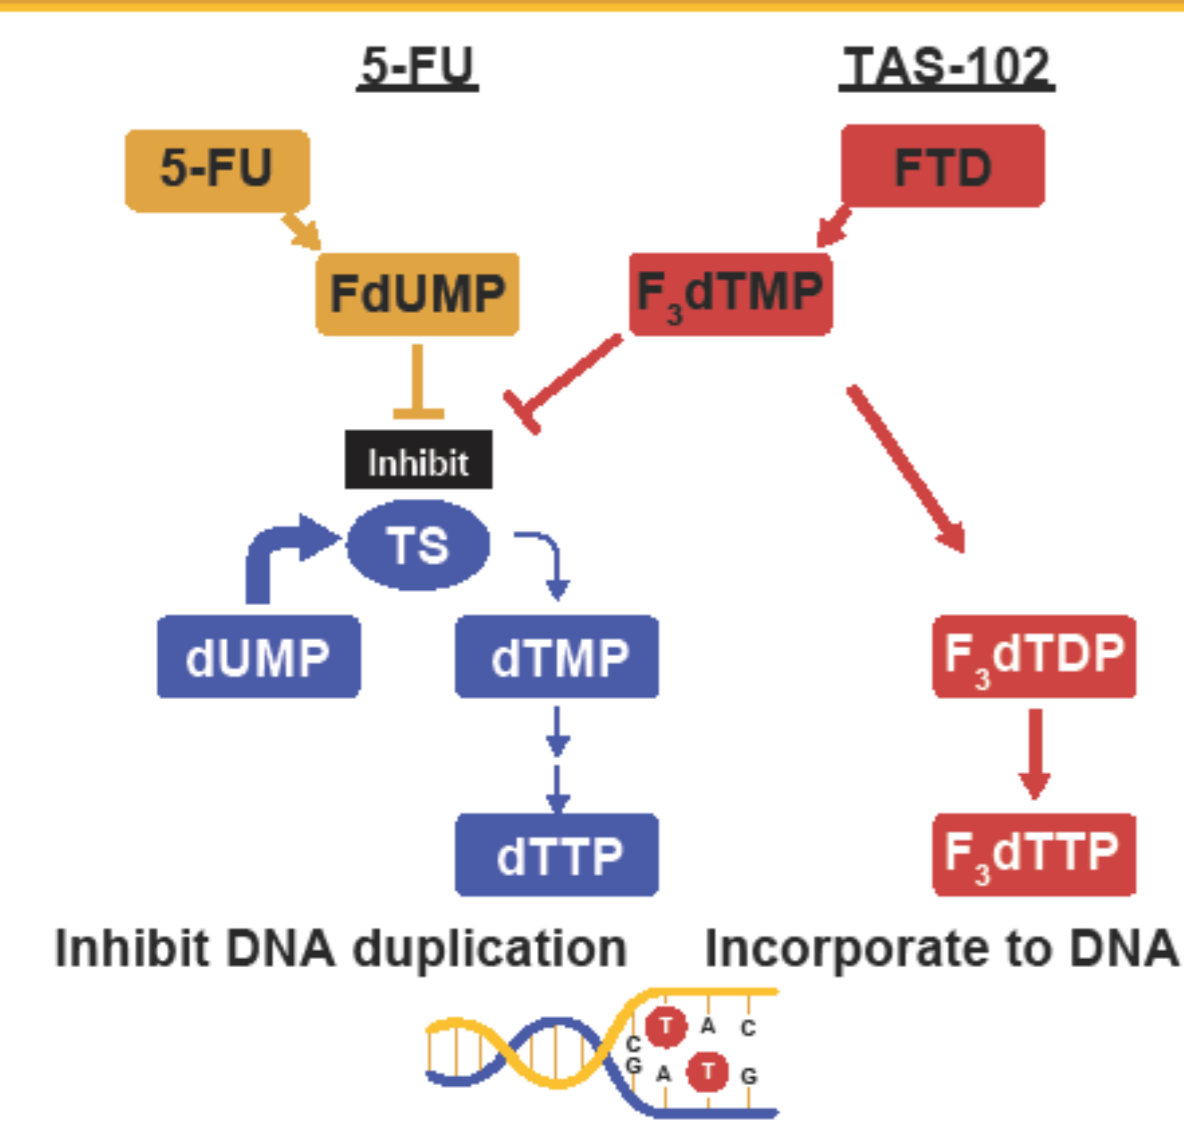 5-FU
TAS-102
5-FU
FTD
FdUMP
F₃dTMP
Inhibit
TS
dUMP
dTMP
F₃dTDP
dTTP
F₃dTTP
Inhibit DNA duplication
Incorporate to DNA
T A C
C
G
A T G